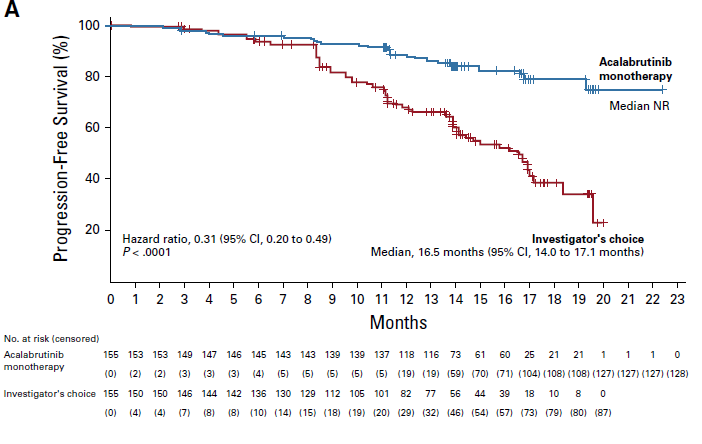 A
Progression-Free Survival (%)
100
80
60
40
20
Acalabrutinib
monotherapy
Median NR
Hazard ratio, 0.31 (95% CI, 0.20 to 0.49)
P < .0001
Investigator's choice
Median, 16.5 months (95% CI, 14.0 to 17.1 months)
0 1 2 3 4 5 6 7 8 9 10 11 12 13 14 15 16 17 18 19 20 21 22 23
Months
No. at risk (censored)
Acalabrutinib 155 153 153 149 147 146 145 143 143 139 139 137 118 116 73 61 60 25 21 21 1 1 1 0
monotherapy (0) (2) (2) (3) (3) (3) (4) (5) (5) (5) (5) (5) (19) (19) (59) (70) (71) (104) (108) (108) (127) (127) (127) (128)
Investigator's choice 155 150 150 146 144 142 136 130 129 112 105 101 82 77 56 44 39 18 10 8 0
(0) (4) (4) (7) (8) (8) (10) (14) (15) (18) (19) (20) (29) (32) (46) (54) (57) (73) (79) (80) (87)